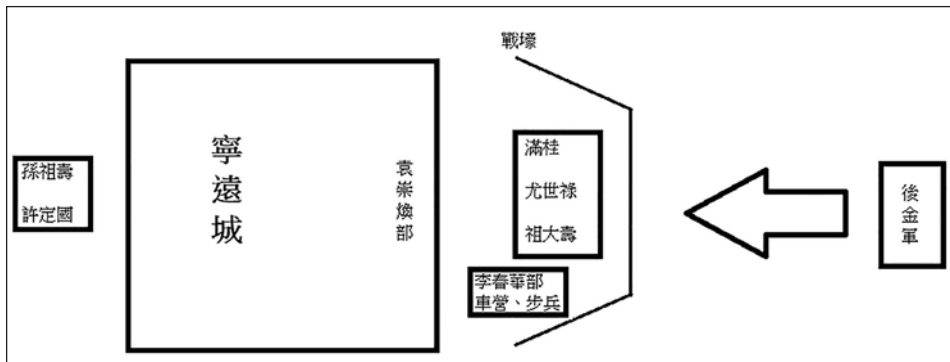 戰壕
孫祖壽
許定國
寧遠城
袁崇煥部
滿桂
尤世祿
祖大壽
李春華部
車營、步兵
後金軍